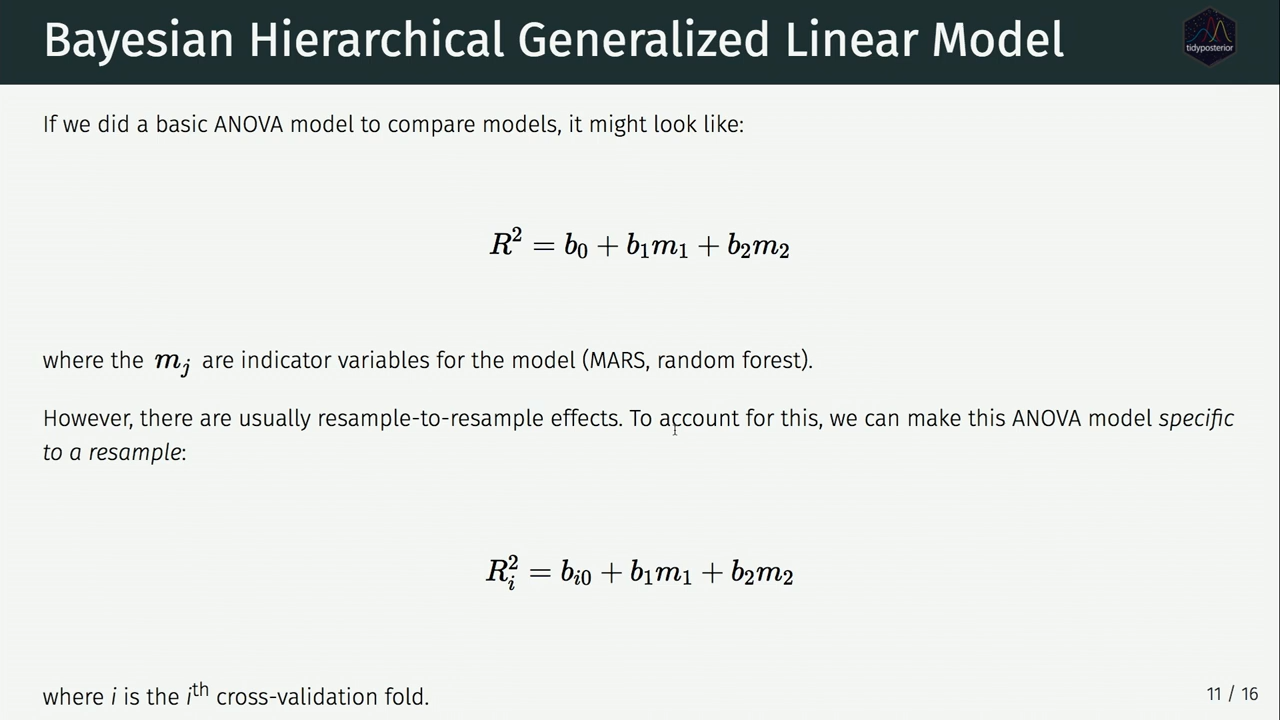 Bayesian Hierarchical Generalized Linear Model
tidyposterior
If we did a basic ANOVA model to compare models, it might look like:
R² = b₀ + b₁m₁ + b₂m₂
where the mⱼ are indicator variables for the model (MARS, random forest).
However, there are usually resample-to-resample effects. To account for this, we can make this ANOVA model specific
to a resample:
Rᵢ² = bᵢ₀ + b₁m₁ + b₂m₂
where i is the iᵗʰ cross-validation fold.
11 / 16